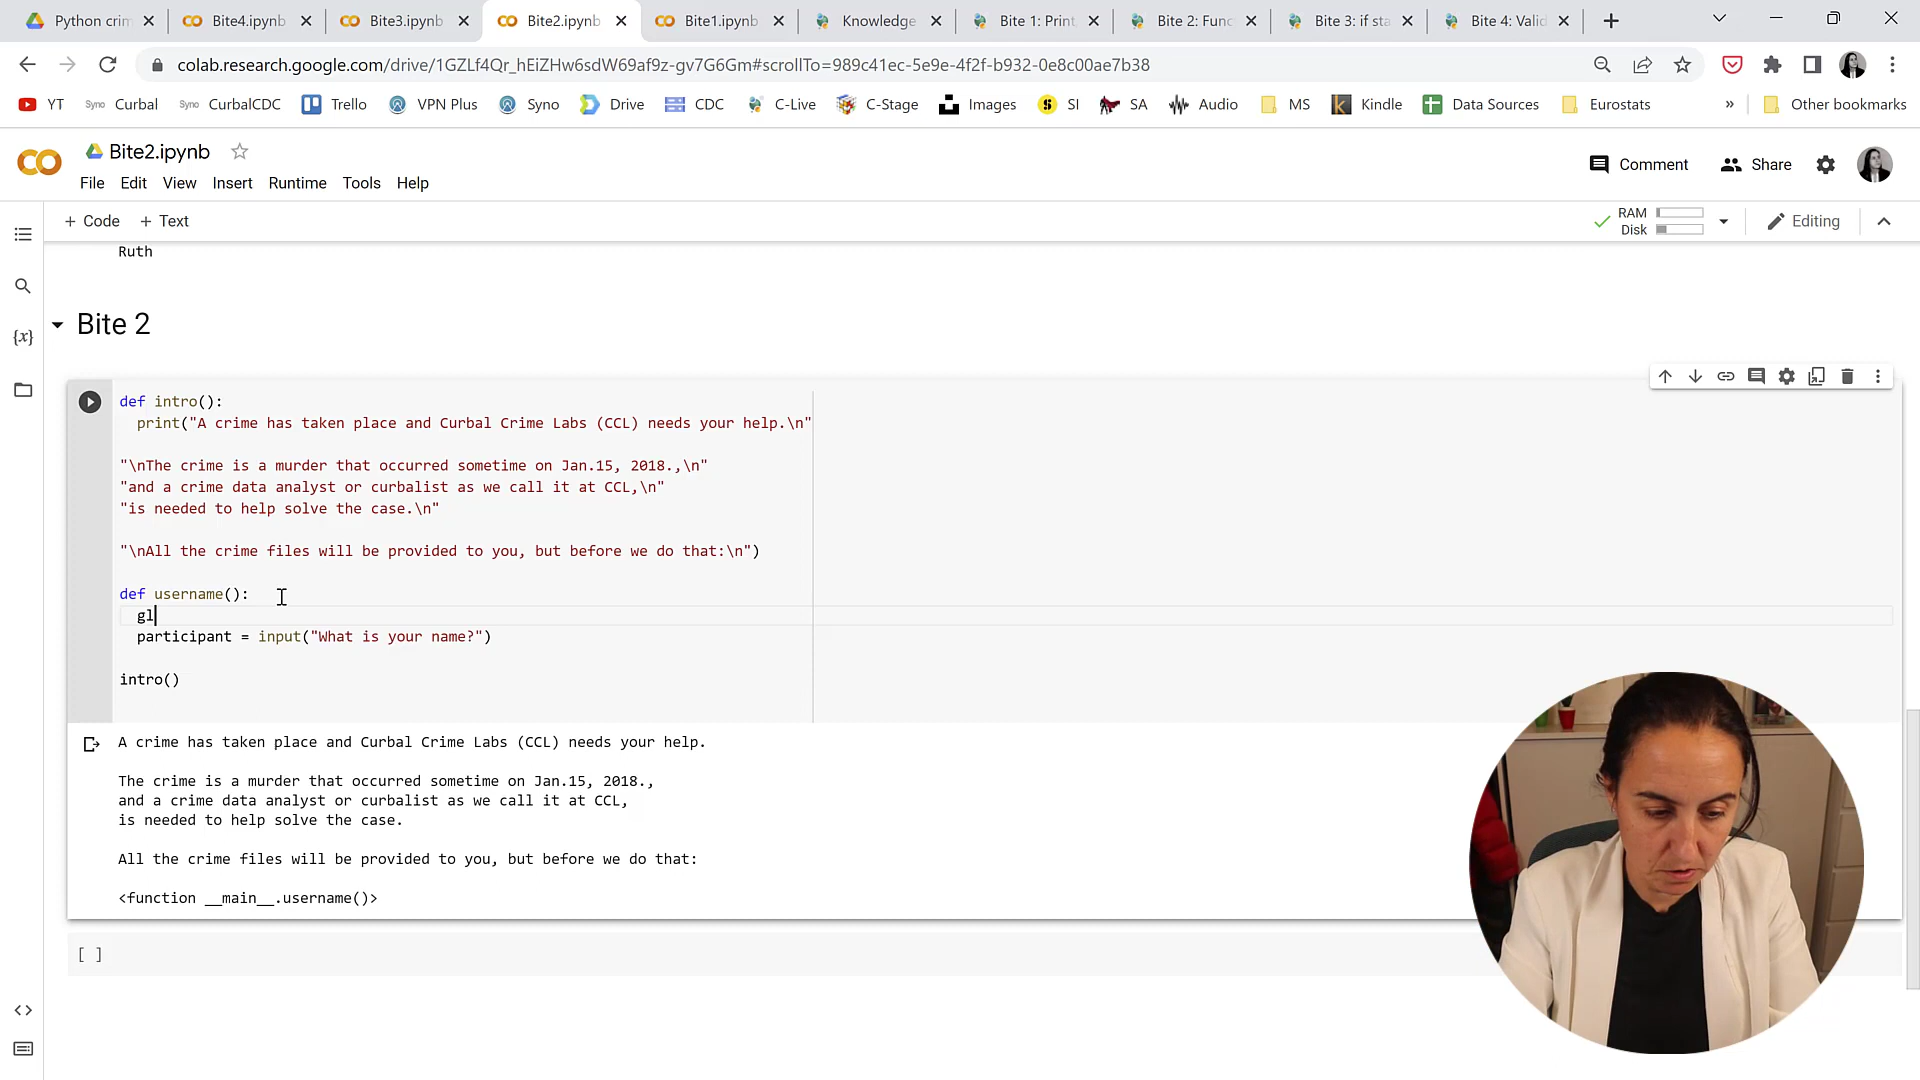 Python crim
Bite4.ipynb
Bite3.ipynb
Bite2.ipynb
Bite1.ipynb
Knowledge
Bite 1: Print
Bite 2: Func
Bite 3: if sta
Bite 4: Valid
colab.research.google.com/drive/1GZLf4Qr_hEiZHw6sdW69af9z-gv7G6Gm#scrollTo=989c41ec-5e9e-4f2f-b932-0e8c00ae7b38
YT
Syno Curbal
Syno CurbalCDC
Trello
VPN Plus
Syno
Drive
CDC
C-Live
C-Stage
Images
SI
SA
Audio
MS
Kindle
Data Sources
Eurostats
»
Other bookmarks
Bite2.ipynb
File Edit View Insert Runtime Tools Help
Comment
Share
+ Code + Text
RAM
Disk
Editing
Ruth
{x}
Bite 2
def intro():
print("A crime has taken place and Curbal Crime Labs (CCL) needs your help.\n"
"\nThe crime is a murder that occurred sometime on Jan.15, 2018.,\n"
"and a crime data analyst or curbalist as we call it at CCL,\n"
"is needed to help solve the case.\n"
"\nAll the crime files will be provided to you, but before we do that:\n")
def username():
gl
participant = input("What is your name?")
intro()
A crime has taken place and Curbal Crime Labs (CCL) needs your help.
The crime is a murder that occurred sometime on Jan.15, 2018.,
and a crime data analyst or curbalist as we call it at CCL,
is needed to help solve the case.
All the crime files will be provided to you, but before we do that:
<function __main__.username()>
[ ]